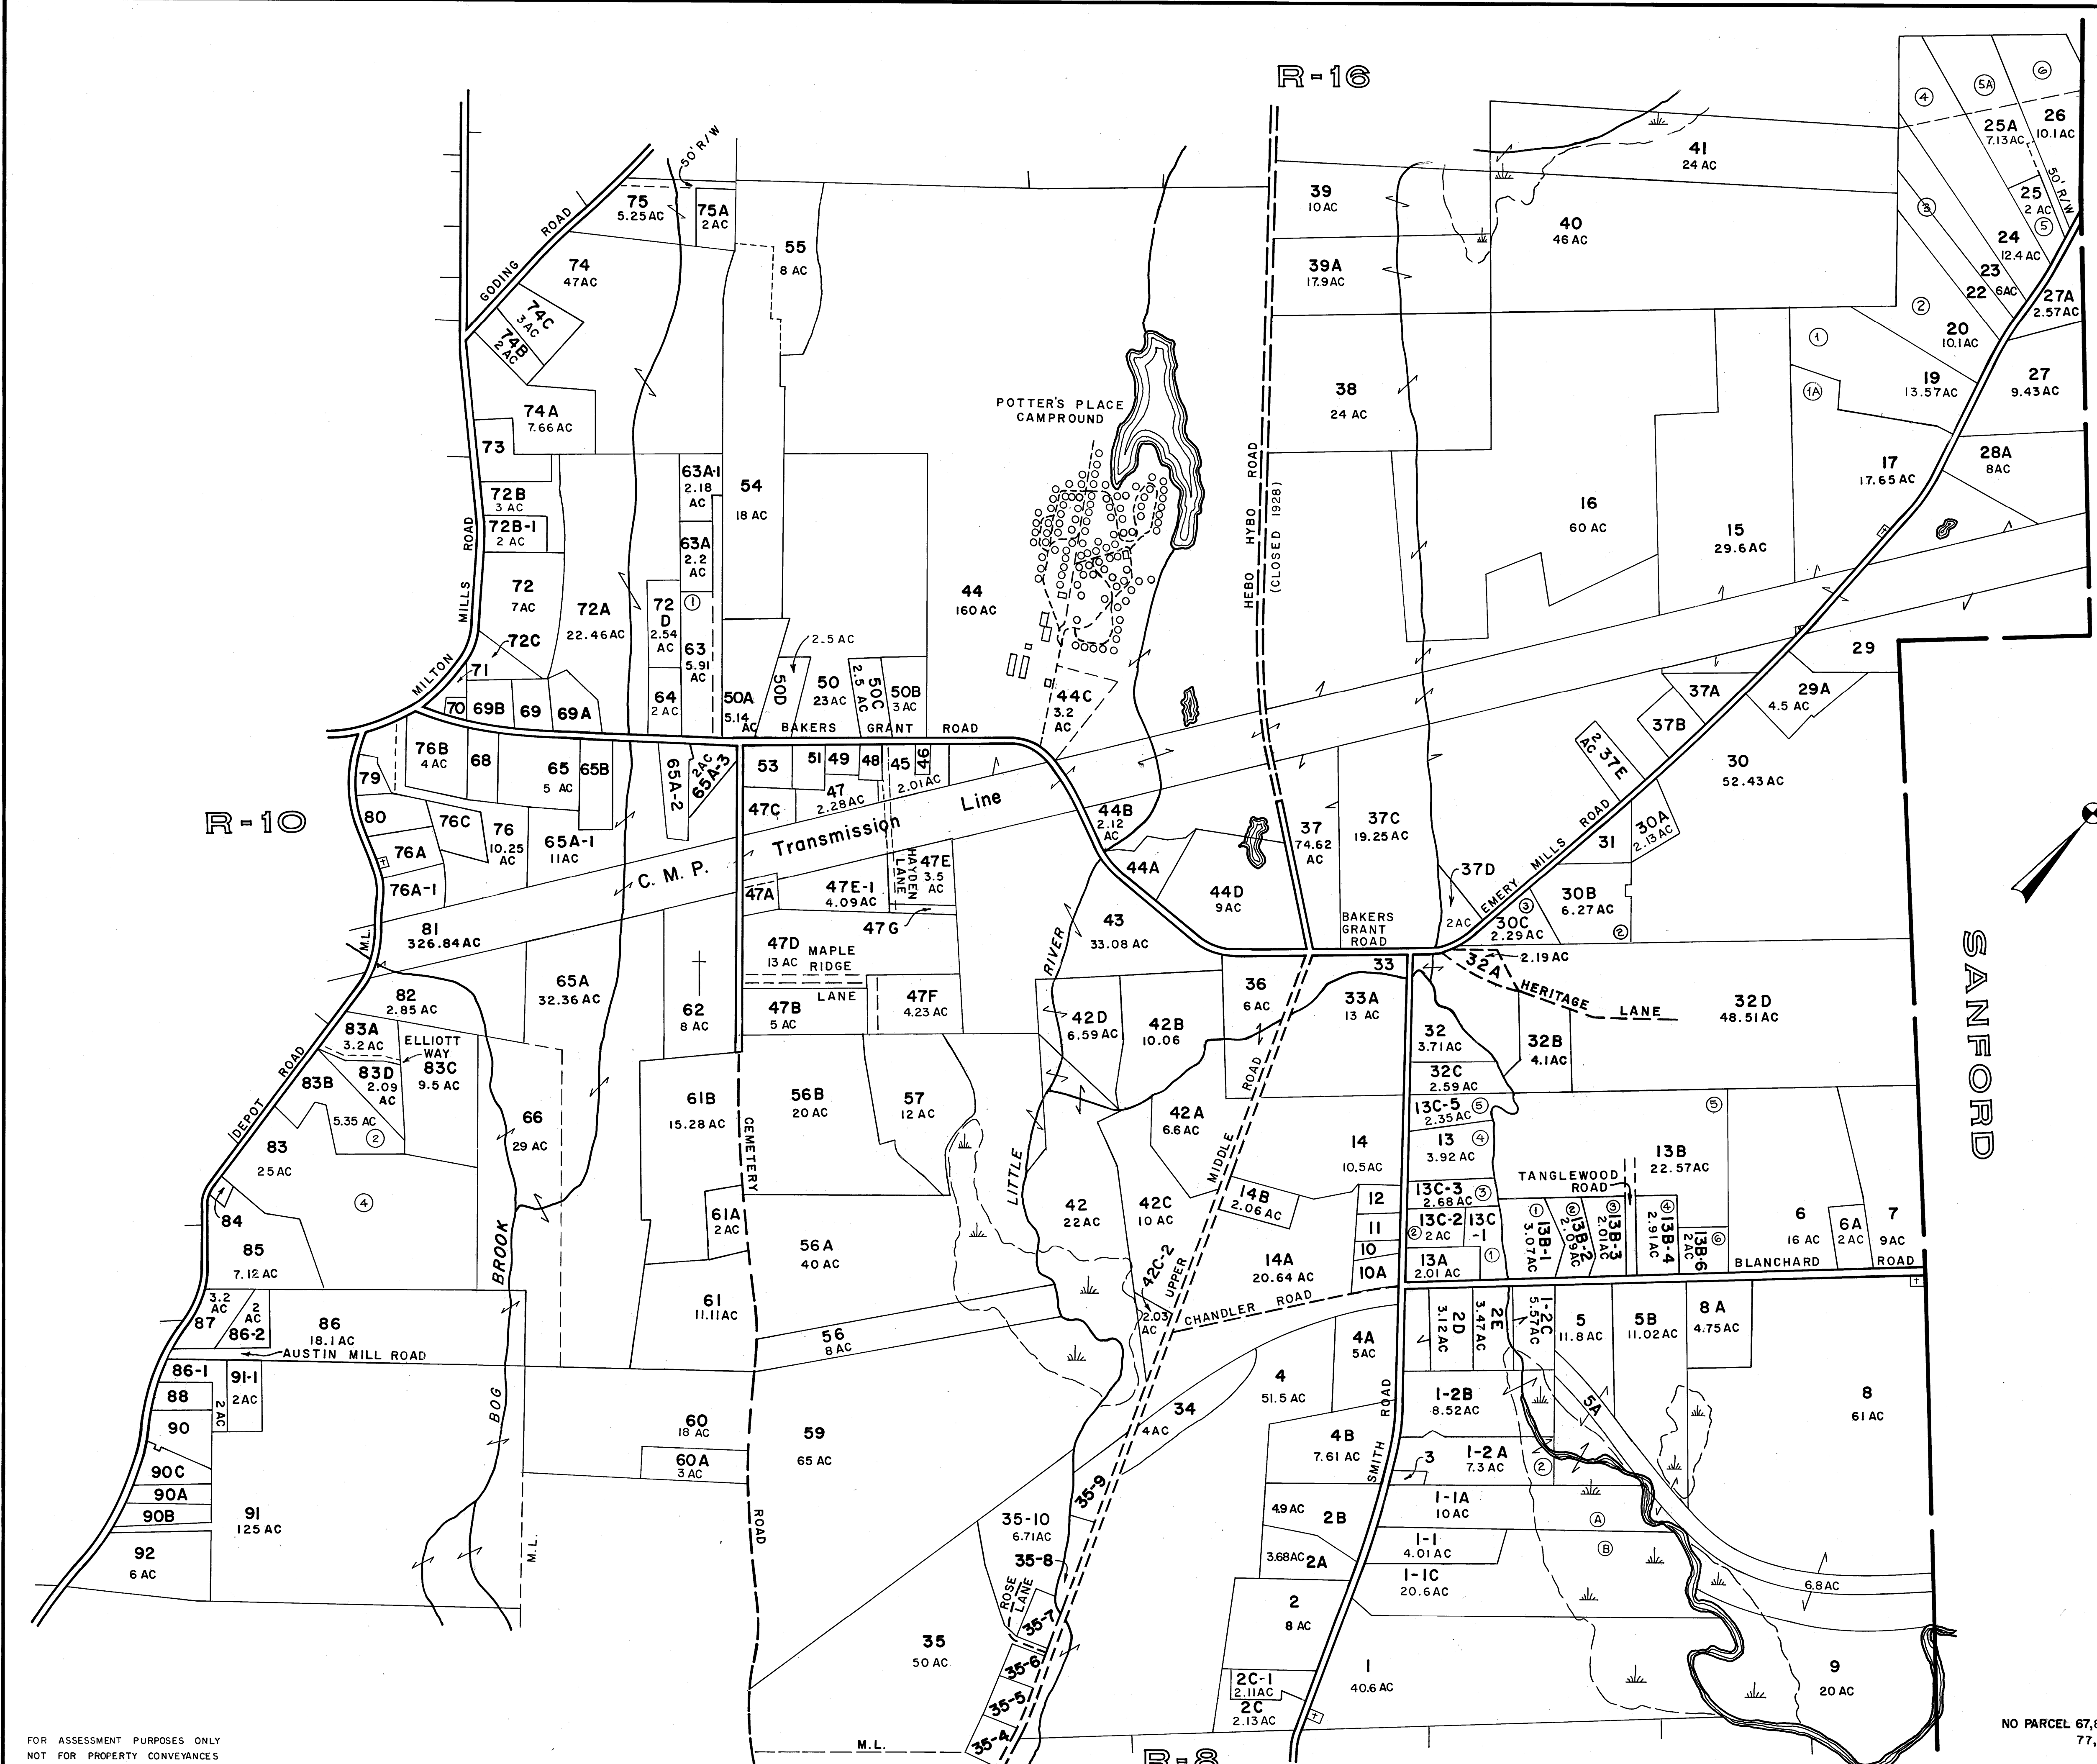 R-16
50' R/W
GODING ROAD
75
5.25 AC
75A
2 AC
55
8 AC
74
47 AC
74C
3 AC
74B
2 AC
74A
7.66 AC
73
72B
3 AC
72B-1
2 AC
MILTON MILLS ROAD
72
7 AC
72A
22.46 AC
72C
71
70
69B
69
69A
72
D
2.54
AC
64
2 AC
63A-1
2.18
AC
63A
2.2
AC
1
63
5.91
AC
54
18 AC
50A
5.14
AC
50D
2.5 AC
50
23 AC
50C
2.5 AC
50B
3 AC
BAKERS GRANT ROAD
POTTER'S PLACE
CAMPROUND
44
160 AC
44C
3.2
AC
HEBO HYBO ROAD
(CLOSED 1928)
39
10 AC
39A
17.9 AC
38
24 AC
41
24 AC
40
46 AC
16
60 AC
15
29.6 AC
4
5A
6
25A
7.13 AC
26
10.1 AC
50' R/W
25
2 AC
5
3
24
12.4 AC
23
6 AC
22
2
27A
2.57 AC
20
10.1 AC
1
1A
19
13.57 AC
27
9.43 AC
28A
8 AC
17
17.65 AC
29
29A
4.5 AC
37A
37B
37E
2 AC
30
52.43 AC
30A
2.13 AC
31
30B
6.27 AC
2
30C
2.29 AC
3
EMERY MILLS ROAD
37D
2 AC
37
74.62
AC
37C
19.25 AC
BAKERS
GRANT
ROAD
R-10
79
76B
4 AC
68
65
5 AC
65B
80
76C
76
10.25
AC
76A
76A-1
65A-1
11 AC
65A-2
65A-3
2 AC
53
51
49
48
45
46
2.01 AC
47
2.28 AC
47C
C. M. P. Transmission Line
47A
47E-1
4.09 AC
HAYDEN LANE
47E
3.5
AC
47G
47D
13 AC
MAPLE
RIDGE
LANE
47B
5 AC
47F
4.23 AC
44B
2.12
AC
44A
44D
9 AC
43
33.08 AC
M.L.
81
326.84 AC
82
2.85 AC
65A
32.36 AC
62
8 AC
83A
3.2 AC
ELLIOTT
WAY
83B
83D
2.09
AC
83C
9.5 AC
5.35 AC
2
DEPOT ROAD
83
25 AC
4
84
85
7.12 AC
66
29 AC
BOG BROOK
61B
15.28 AC
61A
2 AC
61
11.11 AC
CEMETERY ROAD
56B
20 AC
57
12 AC
56A
40 AC
56
8 AC
LITTLE RIVER
42D
6.59 AC
42B
10.06
42A
6.6 AC
42
22 AC
42C
10 AC
42C-2
2.03
AC
UPPER MIDDLE ROAD
CHANDLER ROAD
36
6 AC
33
33A
13 AC
14
10.5 AC
14B
2.06 AC
12
11
10
10A
14A
20.64 AC
32A
2.19 AC
HERITAGE LANE
32D
48.51 AC
32
3.71 AC
32B
4.1 AC
32C
2.59 AC
13C-5
2.35 AC
5
13
3.92 AC
4
13C-3
2.68 AC
3
13C-2
2 AC
2
13C
-1
1
13A
2.01 AC
5
13B
22.57 AC
TANGLEWOOD
ROAD
1
13B-1
3.07 AC
2
13B-2
2.09 AC
3
13B-3
2.01 AC
4
13B-4
2.91 AC
6
13B-6
2 AC
6
16 AC
6A
2 AC
7
9 AC
BLANCHARD ROAD
SANFORD
3.2
AC
87
2
AC
86-2
86
18.1 AC
AUSTIN MILL ROAD
86-1
88
90
90C
90A
90B
91-1
2 AC
2 AC
91
125 AC
92
6 AC
60
18 AC
60A
3 AC
59
65 AC
M.L.
34
4 AC
4
51.5 AC
4A
5 AC
4B
7.61 AC
SMITH ROAD
2D
3.12 AC
2E
3.47 AC
1-2C
5.57 AC
5
11.8 AC
5B
11.02 AC
8A
4.75 AC
1-2B
8.52 AC
5A
8
61 AC
3
1-2A
7.3 AC
2
1-1A
10 AC
A
1-1
4.01 AC
B
1-1C
20.6 AC
6.8 AC
4.9 AC
2B
3.68 AC
2A
2
8 AC
1
40.6 AC
2C-1
2.11 AC
2C
2.13 AC
9
20 AC
35-9
35-10
6.71 AC
35-8
ROSE LANE
35-7
35-6
35-5
35-4
35
50 AC
M.L.
R-8
FOR ASSESSMENT PURPOSES ONLY
NOT FOR PROPERTY CONVEYANCES
NO PARCEL 67,
77,